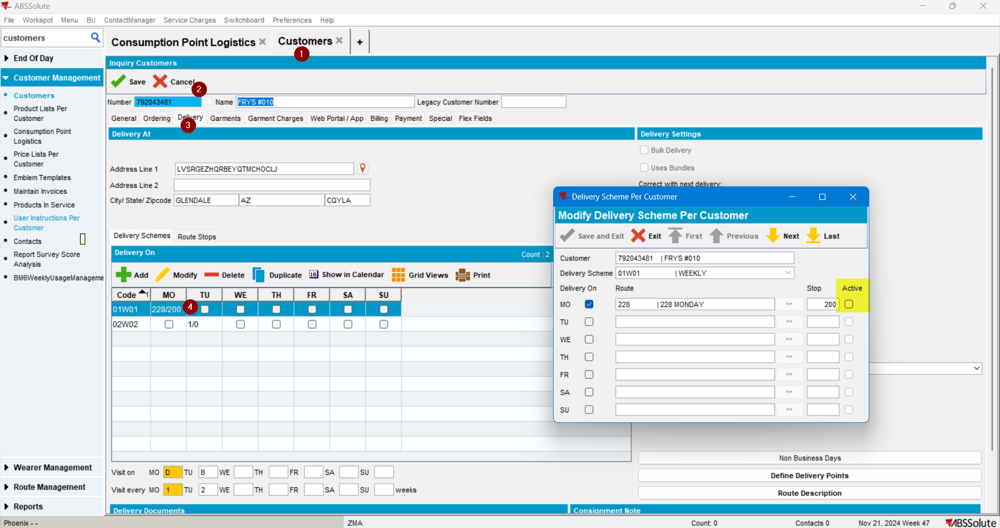 ABSSolute
File Workspot Menu BU ContactManager Service Charges Switchboard Preferences Help
customers
Consumption Point Logistics
Customers
+
1
End Of Day
Customer Management
Customers
Product Lists Per
Customer
Consumption Point
Logistics
Price Lists Per
Customer
Emblem Templates
Maintain Invoices
Products In Service
User Instructions Per
Customer
Contacts
Report Survey Score
Analysis
BM6WeeklyUsageManageme
Wearer Management
Route Management
Reports
Inquiry Customers
Save Cancel
2
Number 792043481 ... Name FRYS #010 Legacy Customer Number
General Ordering Delivery Garments Garment Charges Web Portal / App Billing Payment Special Flex Fields
3
Delivery At
Address Line 1 LVSRGEZHQRBEYQTMCHOCLJ
Address Line 2
City/ State/ Zipcode GLENDALE AZ CQYLA
Delivery Schemes Route Stops
Delivery On Count : 2
Add Modify Delete Duplicate 16 Show in Calendar Grid Views Print
Code 1 MO TU WE TH FR SA SU
01W01 228/200 4
02W02 1/0
Visit on MO D TU B WE TH FR SA SU
Visit every MO 1 TU 2 WE TH FR SA SU weeks
Delivery Documents
Delivery Settings
Bulk Delivery
Uses Bundles
Correct with next delivery:
Delivery Scheme Per Customer
Modify Delivery Scheme Per Customer
Save and Exit Exit First Previous Next Last
Customer 792043481 | FRYS #010
Delivery Scheme 01W01 | WEEKLY
Delivery On Route Stop Active
MO 228 | 228 MONDAY >> 200
TU >>
WE >>
TH >>
FR >>
SA >>
SU >>
Non Business Days
Define Delivery Points
Route Description
Consignment Note
Phoenix - - ZMA Count: 0 Contacts 0 Nov 21, 2024 Week 47 ABSSolute